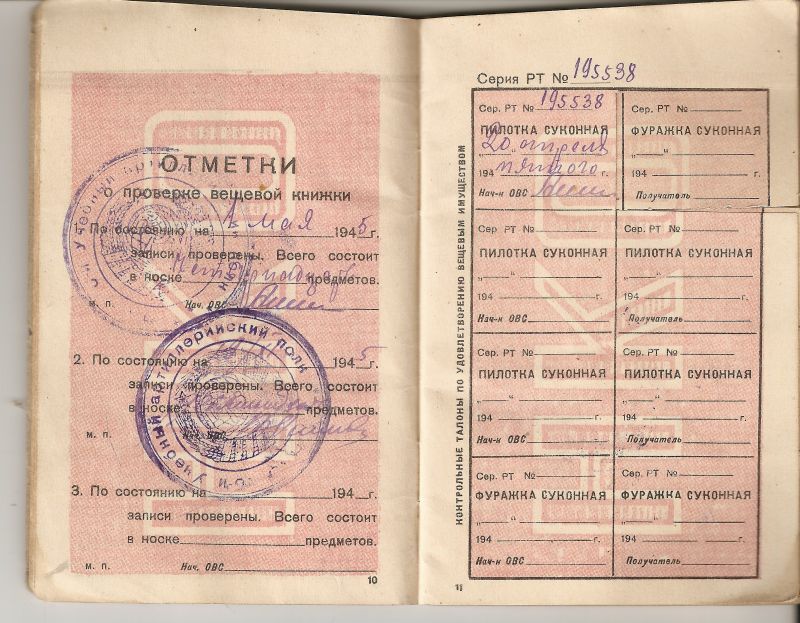 ОТМЕТКИ
о проверке вещевой книжки
1. По состоянию на 1 мая 1945 г.
записи проверены. Всего состоит
в носке четырнадцать предметов.
м. п. Нач. ОВС
2. По состоянию на 1945 г.
записи проверены. Всего состоит
в носке предметов.
м. п. Нач. ОВС
Учебный артиллерийский полк
3. По состоянию на 194 г.
записи проверены. Всего состоит
в носке предметов.
м. п. Нач. ОВС
10
КОНТРОЛЬНЫЕ ТАЛОНЫ ПО УДОВЛЕТВОРЕНИЮ ВЕЩЕВЫМ ИМУЩЕСТВОМ
Серия РТ № 195538
Сер. РТ № 195538
ПИЛОТКА СУКОННАЯ
20 апреля
194 пятого
Нач-к ОВС
Сер. РТ №
ФУРАЖКА СУКОННАЯ
„ “
194 г.
Получатель
Сер. РТ №
ПИЛОТКА СУКОННАЯ
„ “
194 г.
Нач-к ОВС
Сер. РТ №
ПИЛОТКА СУКОННАЯ
„ “
194 г.
Получатель
Сер. РТ №
ПИЛОТКА СУКОННАЯ
„ “
194 г.
Нач-к ОВС
Сер. РТ №
ПИЛОТКА СУКОННАЯ
„ “
194 г.
Получатель
Сер. РТ №
ФУРАЖКА СУКОННАЯ
„ “
194 г.
Нач-к ОВС
Сер. РТ №
ФУРАЖКА СУКОННАЯ
„ “
194 г.
Получатель
11